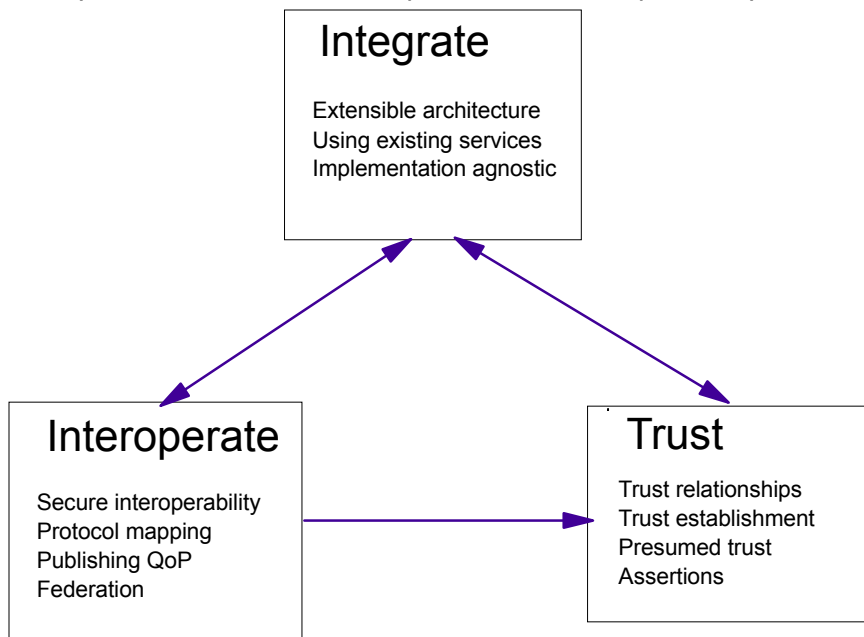 Integrate
Extensible architecture
Using existing services
Implementation agnostic
Interoperate
Secure interoperability
Protocol mapping
Publishing QoP
Federation
Trust
Trust relationships
Trust establishment
Presumed trust
Assertions